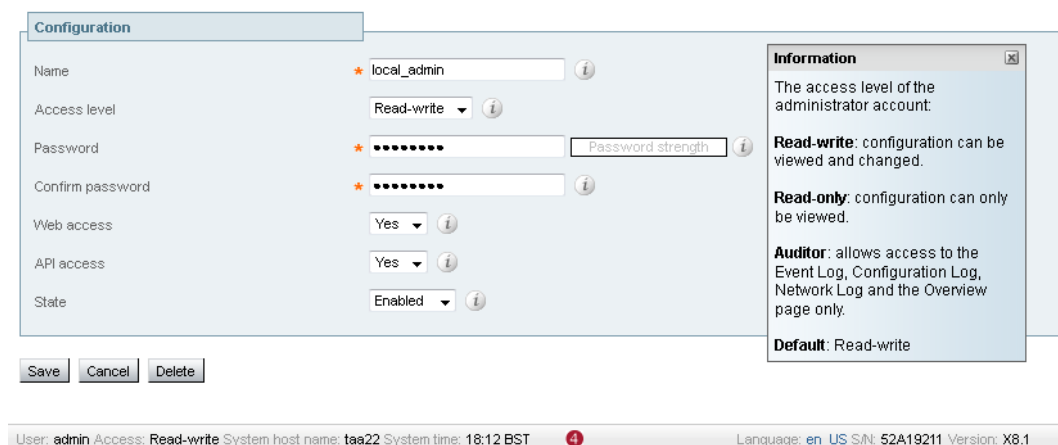 Configuration
Name * local_admin i
Access level Read-write i
Password * •••••••• Password strength i
Confirm password * •••••••• i
Web access Yes i
API access Yes i
State Enabled i
Information x
The access level of the
administrator account:
Read-write: configuration can be
viewed and changed.
Read-only: configuration can only
be viewed.
Auditor: allows access to the
Event Log, Configuration Log,
Network Log and the Overview
page only.
Default: Read-write
Save Cancel Delete
User: admin Access: Read-write System host name: taa22 System time: 18:12 BST 4 Language: en_US S/N: 52A19211 Version: X8.1